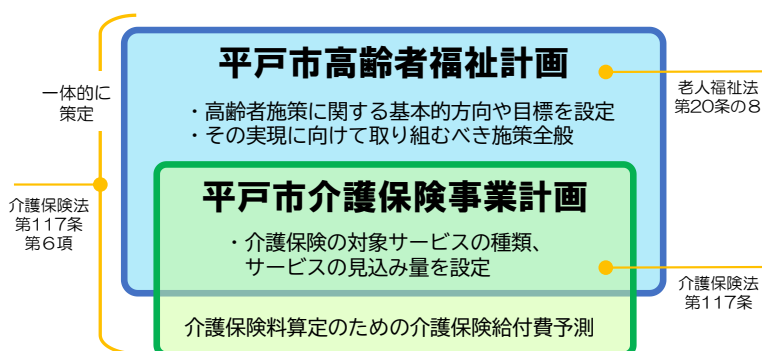 平戸市高齢者福祉計画
・高齢者施策に関する基本的方向や目標を設定
・その実現に向けて取り組むべき施策全般
老人福祉法
第20条の8
一体的に
策定
介護保険法
第117条
第6項
平戸市介護保険事業計画
・介護保険の対象サービスの種類、
サービスの見込み量を設定
介護保険法
第117条
介護保険料算定のための介護保険給付費予測